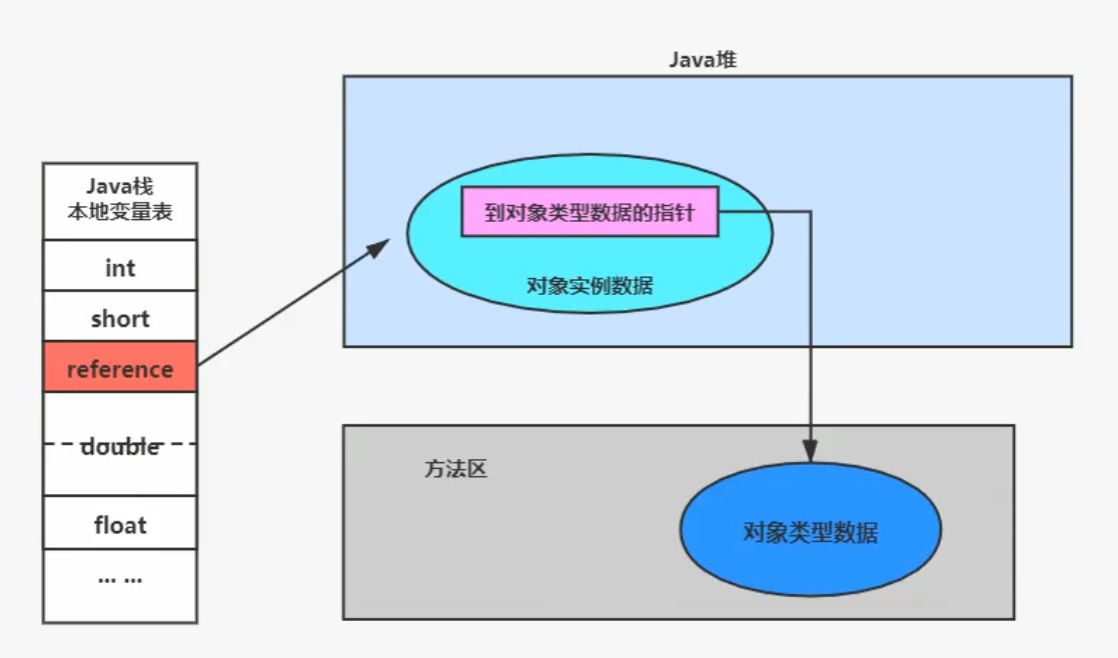 Java堆
Java栈
本地变量表
int
short
reference
double
float
... ...
到对象类型数据的指针
对象实例数据
方法区
对象类型数据